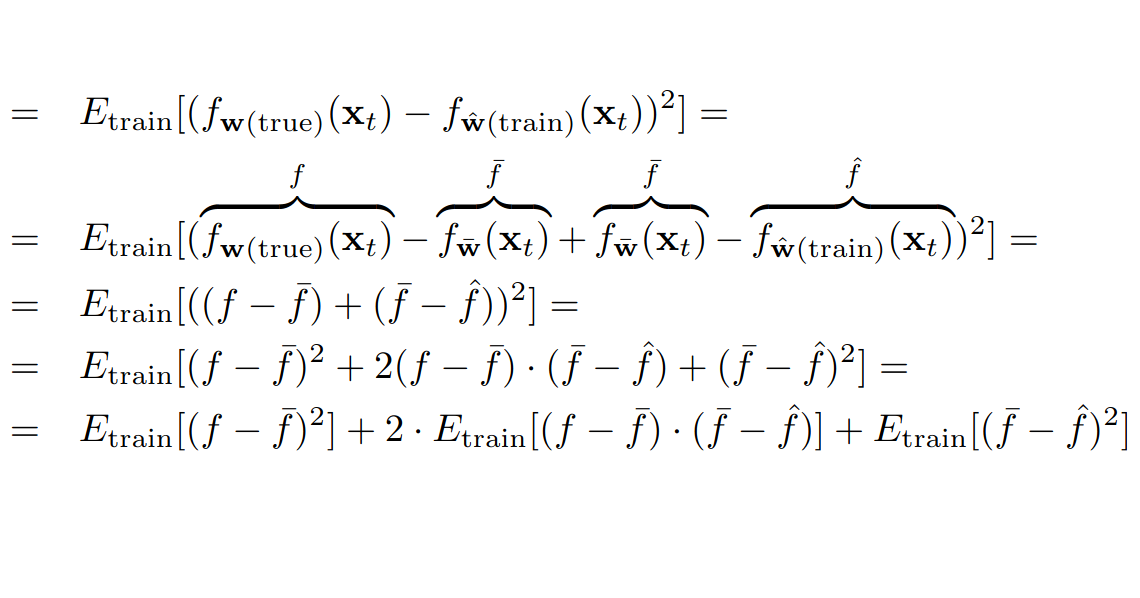 = E_train[(f_w(true)(x_t) − f_ŵ(train)(x_t))²] =
f f̄ f̄ f̂
= E_train[(f_w(true)(x_t) − f_w̄(x_t) + f_w̄(x_t) − f_ŵ(train)(x_t))²] =
= E_train[((f − f̄) + (f̄ − f̂))²] =
= E_train[(f − f̄)² + 2(f − f̄) · (f̄ − f̂) + (f̄ − f̂)²] =
= E_train[(f − f̄)²] + 2 · E_train[(f − f̄) · (f̄ − f̂)] + E_train[(f̄ − f̂)²]